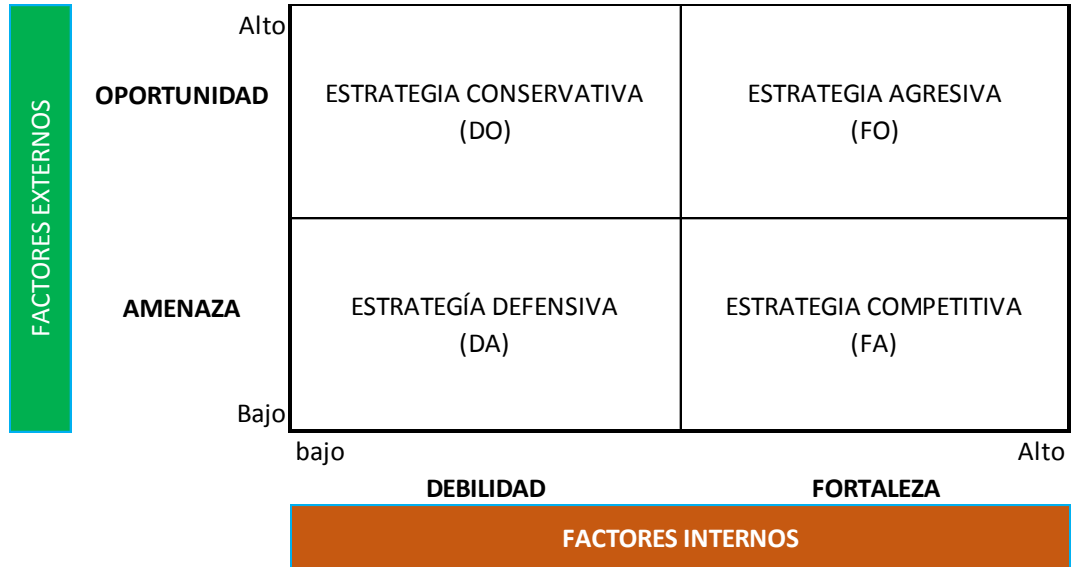 Alto
FACTORES EXTERNOS
OPORTUNIDAD
ESTRATEGIA CONSERVATIVA
(DO)
ESTRATEGIA AGRESIVA
(FO)
AMENAZA
ESTRATEGÍA DEFENSIVA
(DA)
ESTRATEGIA COMPETITIVA
(FA)
Bajo
bajo
Alto
DEBILIDAD
FORTALEZA
FACTORES INTERNOS